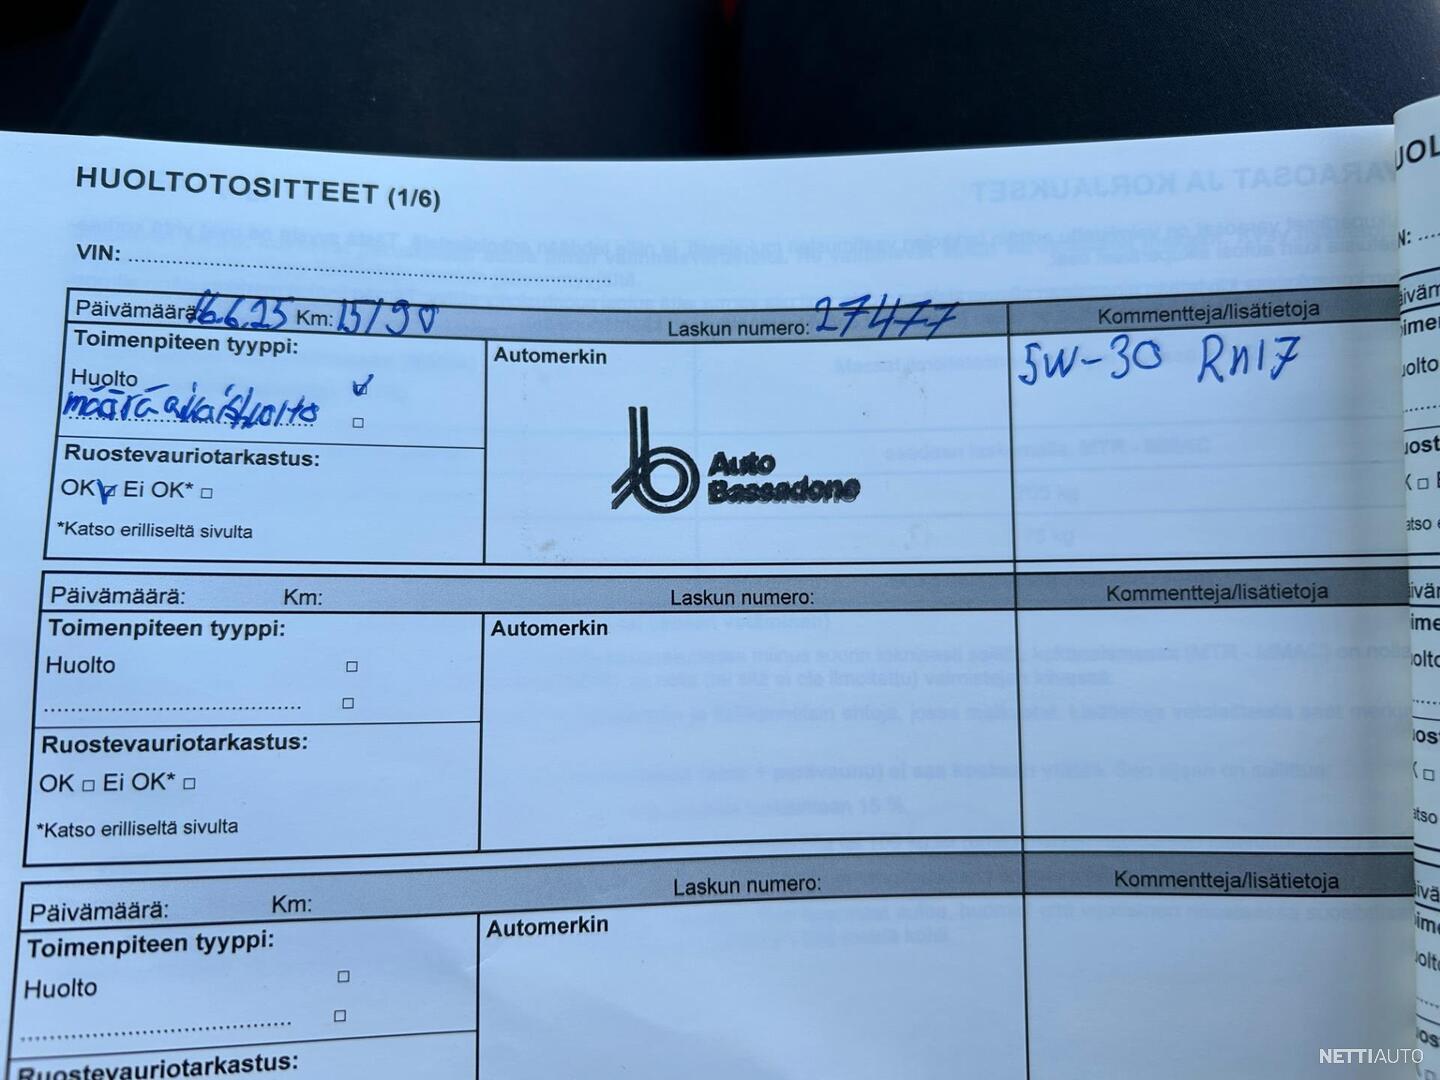 HUOLTOTOSITTEET (1/6)
VARAOSAT JA KORJAUKSET
VIN:
Päivämäärä: 16.6.25 Km: 15190 Laskun numero: 27477 Kommentteja/lisätietoja
Toimenpiteen tyyppi: Automerkin 5W-30 Rn17
Huolto
määräaikaishuolto
Auto
Bassadone
Ruostevauriotarkastus:
OK Ei OK*
*Katso erilliseltä sivulta
Päivämäärä: Km: Laskun numero: Kommentteja/lisätietoja
Toimenpiteen tyyppi: Automerkin
Huolto
Ruostevauriotarkastus:
OK Ei OK*
*Katso erilliseltä sivulta
Päivämäärä: Km: Laskun numero: Kommentteja/lisätietoja
Toimenpiteen tyyppi: Automerkin
Huolto
Ruostevauriotarkastus:
NETTIAUTO